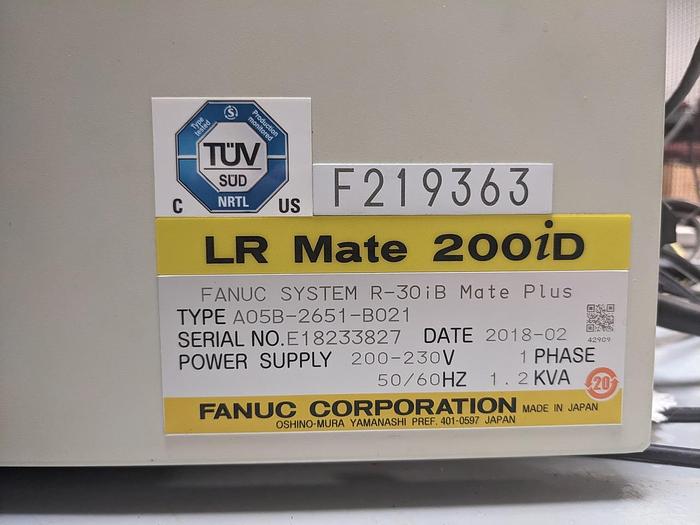 Type tested
Production monitored
TÜV
SÜD
NRTL
C US
F219363
LR Mate 200iD
FANUC SYSTEM R-30iB Mate Plus
TYPE A05B-2651-B021
SERIAL NO. E18233827 DATE 2018-02
42909
POWER SUPPLY 200-230V 1 PHASE
50/60HZ 1.2 KVA
20
FANUC CORPORATION MADE IN JAPAN
OSHINO-MURA YAMANASHI PREF. 401-0597 JAPAN